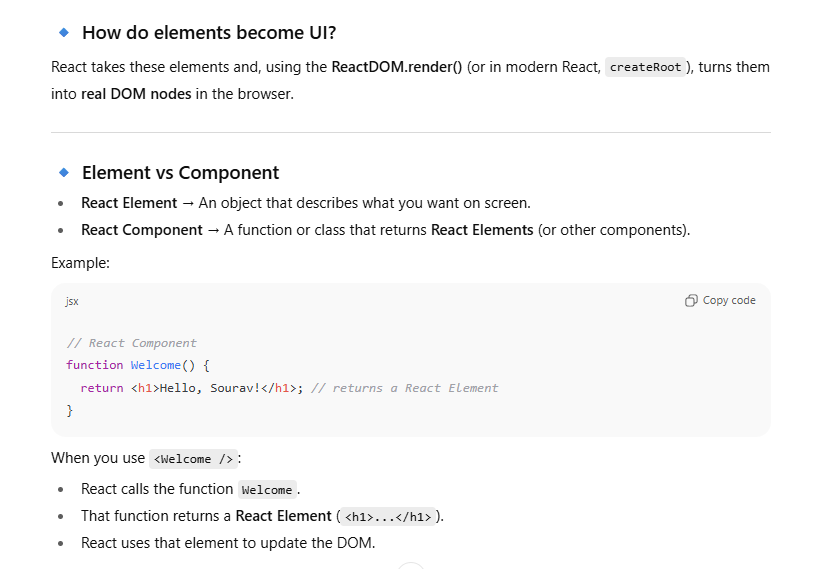 How do elements become UI?
React takes these elements and, using the ReactDOM.render() (or in modern React, createRoot), turns them
into real DOM nodes in the browser.
Element vs Component
• React Element → An object that describes what you want on screen.
• React Component → A function or class that returns React Elements (or other components).
Example:
jsx
Copy code
// React Component
function Welcome() {
  return <h1>Hello, Sourav!</h1>; // returns a React Element
}
When you use <Welcome />:
• React calls the function Welcome.
• That function returns a React Element (<h1>...</h1>).
• React uses that element to update the DOM.